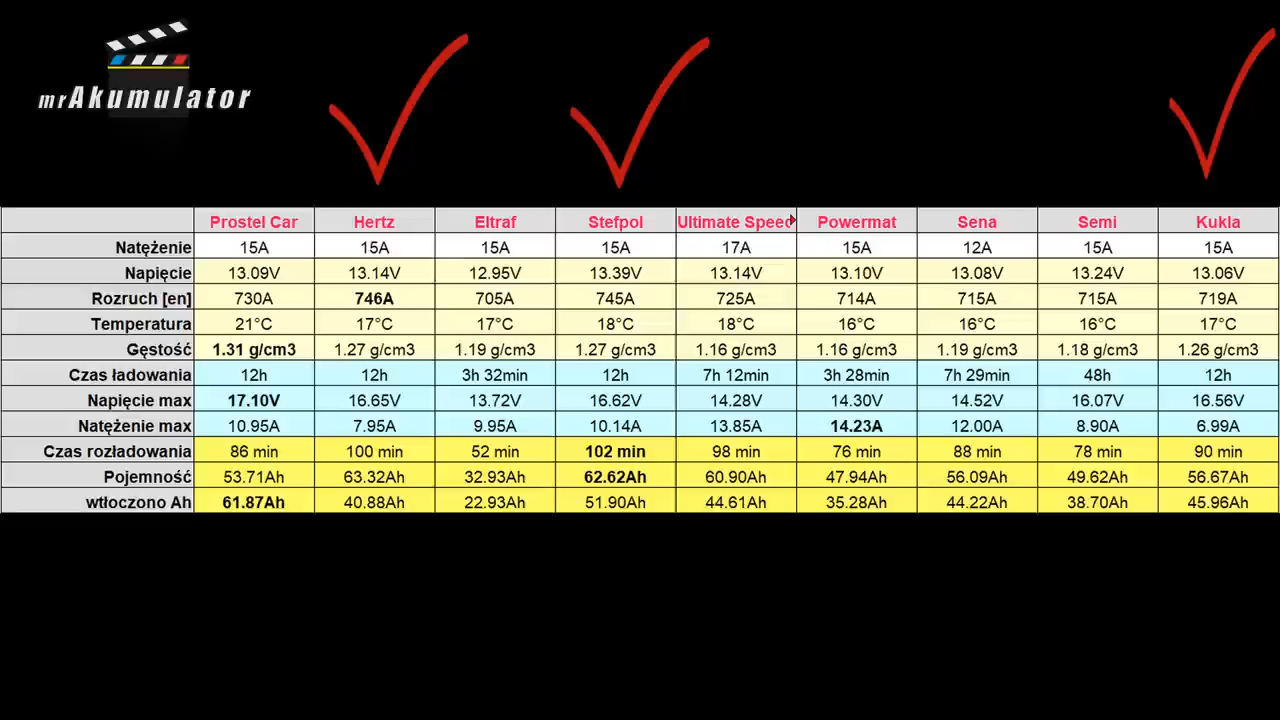 mrAkumulator
Prostel Car Hertz Eltraf Stefpol Ultimate Speed Powermat Sena Semi Kukla
Natężenie 15A 15A 15A 15A 17A 15A 12A 15A 15A
Napięcie 13.09V 13.14V 12.95V 13.39V 13.14V 13.10V 13.08V 13.24V 13.06V
Rozruch [en] 730A 746A 705A 745A 725A 714A 715A 715A 719A
Temperatura 21°C 17°C 17°C 18°C 18°C 16°C 16°C 16°C 17°C
Gęstość 1.31 g/cm3 1.27 g/cm3 1.19 g/cm3 1.27 g/cm3 1.16 g/cm3 1.16 g/cm3 1.19 g/cm3 1.18 g/cm3 1.26 g/cm3
Czas ładowania 12h 12h 3h 32min 12h 7h 12min 3h 28min 7h 29min 48h 12h
Napięcie max 17.10V 16.65V 13.72V 16.62V 14.28V 14.30V 14.52V 16.07V 16.56V
Natężenie max 10.95A 7.95A 9.95A 10.14A 13.85A 14.23A 12.00A 8.90A 6.99A
Czas rozładowania 86 min 100 min 52 min 102 min 98 min 76 min 88 min 78 min 90 min
Pojemność 53.71Ah 63.32Ah 32.93Ah 62.62Ah 60.90Ah 47.94Ah 56.09Ah 49.62Ah 56.67Ah
wtłoczono Ah 61.87Ah 40.88Ah 22.93Ah 51.90Ah 44.61Ah 35.28Ah 44.22Ah 38.70Ah 45.96Ah